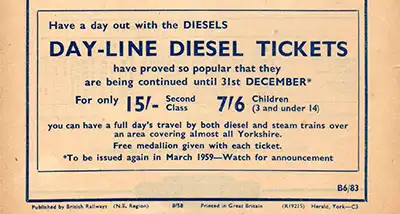 Have a day out with the DIESELS
DAY-LINE DIESEL TICKETS
have proved so popular that they
are being continued until 31st DECEMBER*
For only 15/- Second Class 7/6 Children (3 and under 14)
you can have a full day's travel by both diesel and steam trains over
an area covering almost all Yorkshire.
Free medallion given with each ticket.
*To be issued again in March 1959—Watch for announcement
B6/83
Published by British Railways (N.E. Region) 8/58 Printed in Great Britain (R19215) Herald, York—C3